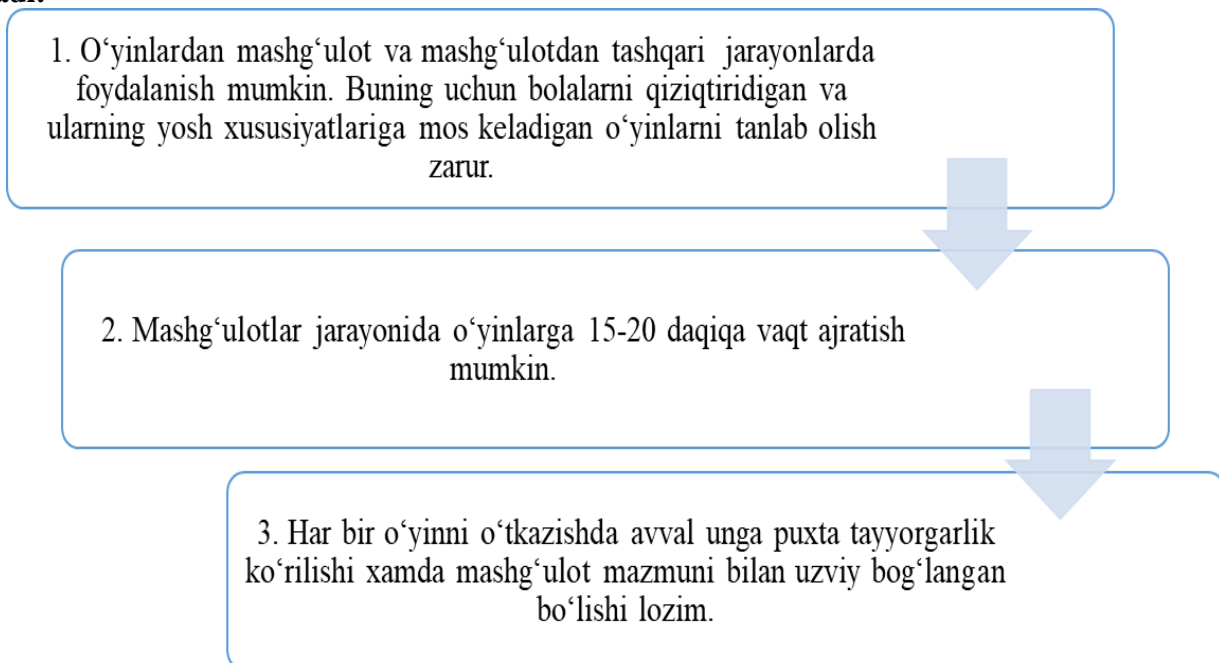 1. O‘yinlardan mashg‘ulot va mashg‘ulotdan tashqari jarayonlarda
foydalanish mumkin. Buning uchun bolalarni qiziqtiridigan va
ularning yosh xususiyatlariga mos keladigan o‘yinlarni tanlab olish
zarur.
2. Mashg‘ulotlar jarayonida o‘yinlarga 15-20 daqiqa vaqt ajratish
mumkin.
3. Har bir o‘yinni o‘tkazishda avval unga puxta tayyorgarlik
ko‘rilishi xamda mashg‘ulot mazmuni bilan uzviy bog‘langan
bo‘lishi lozim.